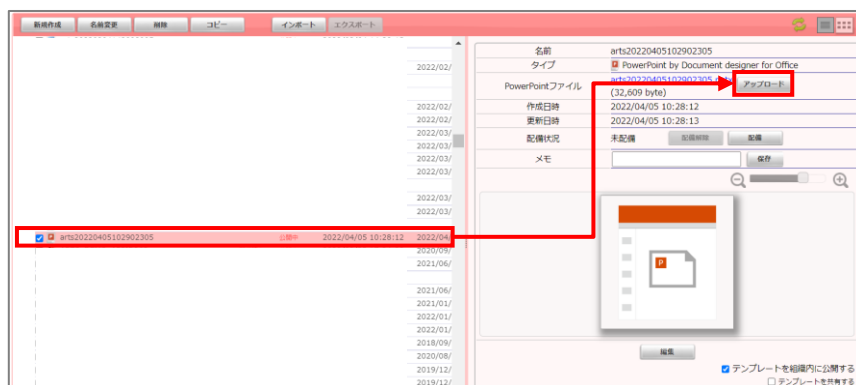 新規作成 名前変更 削除 コピー インポート エクスポート
名前 arts20220405102902305
タイプ PowerPoint by Document designer for Office
PowerPointファイル
(32,609 byte)
アップロード
作成日時 2022/04/05 10:28:12
更新日時 2022/04/05 10:28:13
配備状況 未配備 配備解除 配備
メモ 保存
2022/02/
2022/02/
2022/02/
2022/03/
2022/03/
2022/03/
2022/03/
2022/03/
2022/03/
arts20220405102902305 公開中 2022/04/05 10:28:12 2022/04/
2020/09/
2021/06/
2021/06/
2021/01/
2022/01/
2022/01/
2018/09/
2020/08/
2019/12/
2019/12/
P
編集
テンプレートを組織内に公開する
テンプレートを共有する